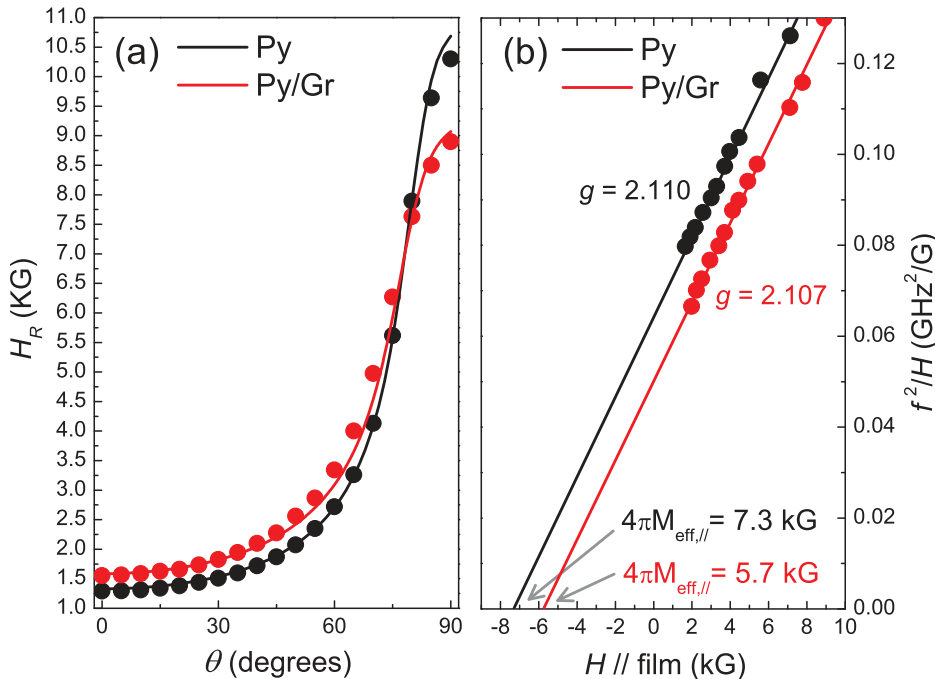 (a)
Py
Py/Gr
H_R (KG)
11.0
10.5
10.0
9.5
9.0
8.5
8.0
7.5
7.0
6.5
6.0
5.5
5.0
4.5
4.0
3.5
3.0
2.5
2.0
1.5
1.0
0 30 60 90
θ (degrees)
(b)
Py
Py/Gr
g = 2.110
g = 2.107
4πM_eff,//= 7.3 kG
4πM_eff,//= 5.7 kG
0.12
0.10
0.08
0.06
0.04
0.02
0.00
f²/H (GHz²/G)
-8 -6 -4 -2 0 2 4 6 8 10
H // film (kG)